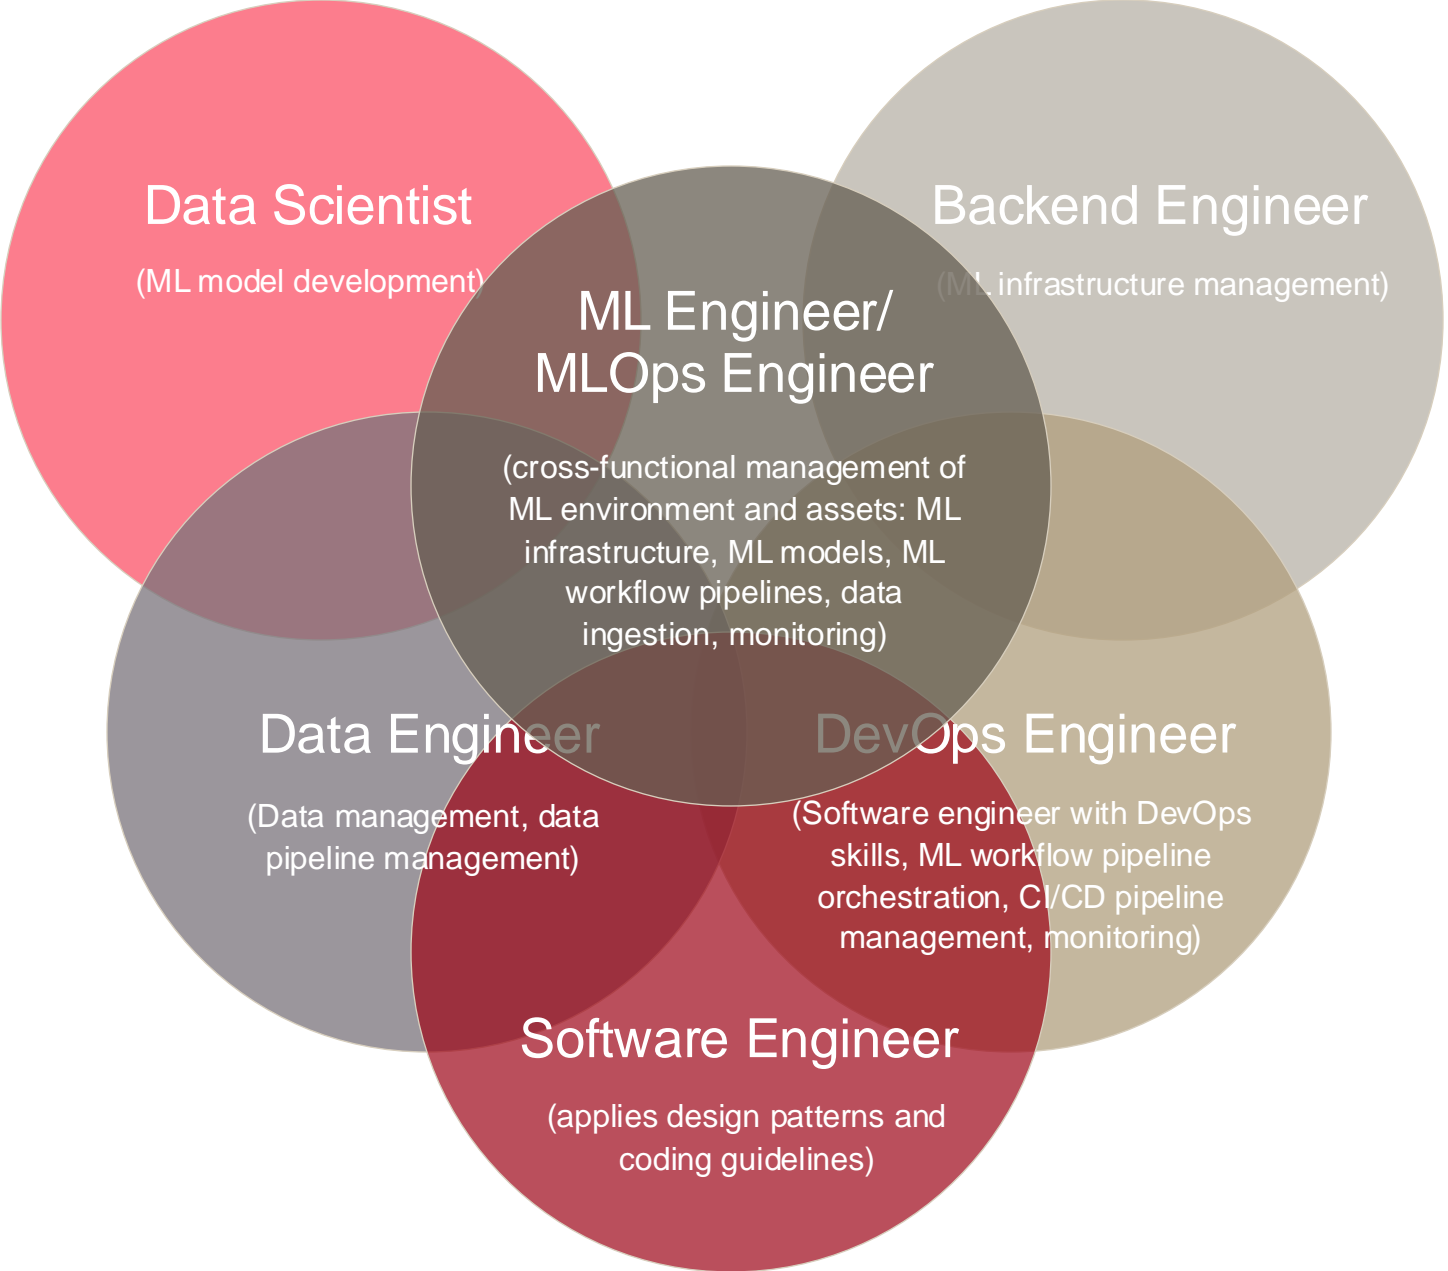 Data Scientist
(ML model development)
Backend Engineer
(ML infrastructure management)
ML Engineer/
MLOps Engineer
(cross-functional management of
ML environment and assets: ML
infrastructure, ML models, ML
workflow pipelines, data
ingestion, monitoring)
Data Engineer
(Data management, data
pipeline management)
DevOps Engineer
(Software engineer with DevOps
skills, ML workflow pipeline
orchestration, CI/CD pipeline
management, monitoring)
Software Engineer
(applies design patterns and
coding guidelines)